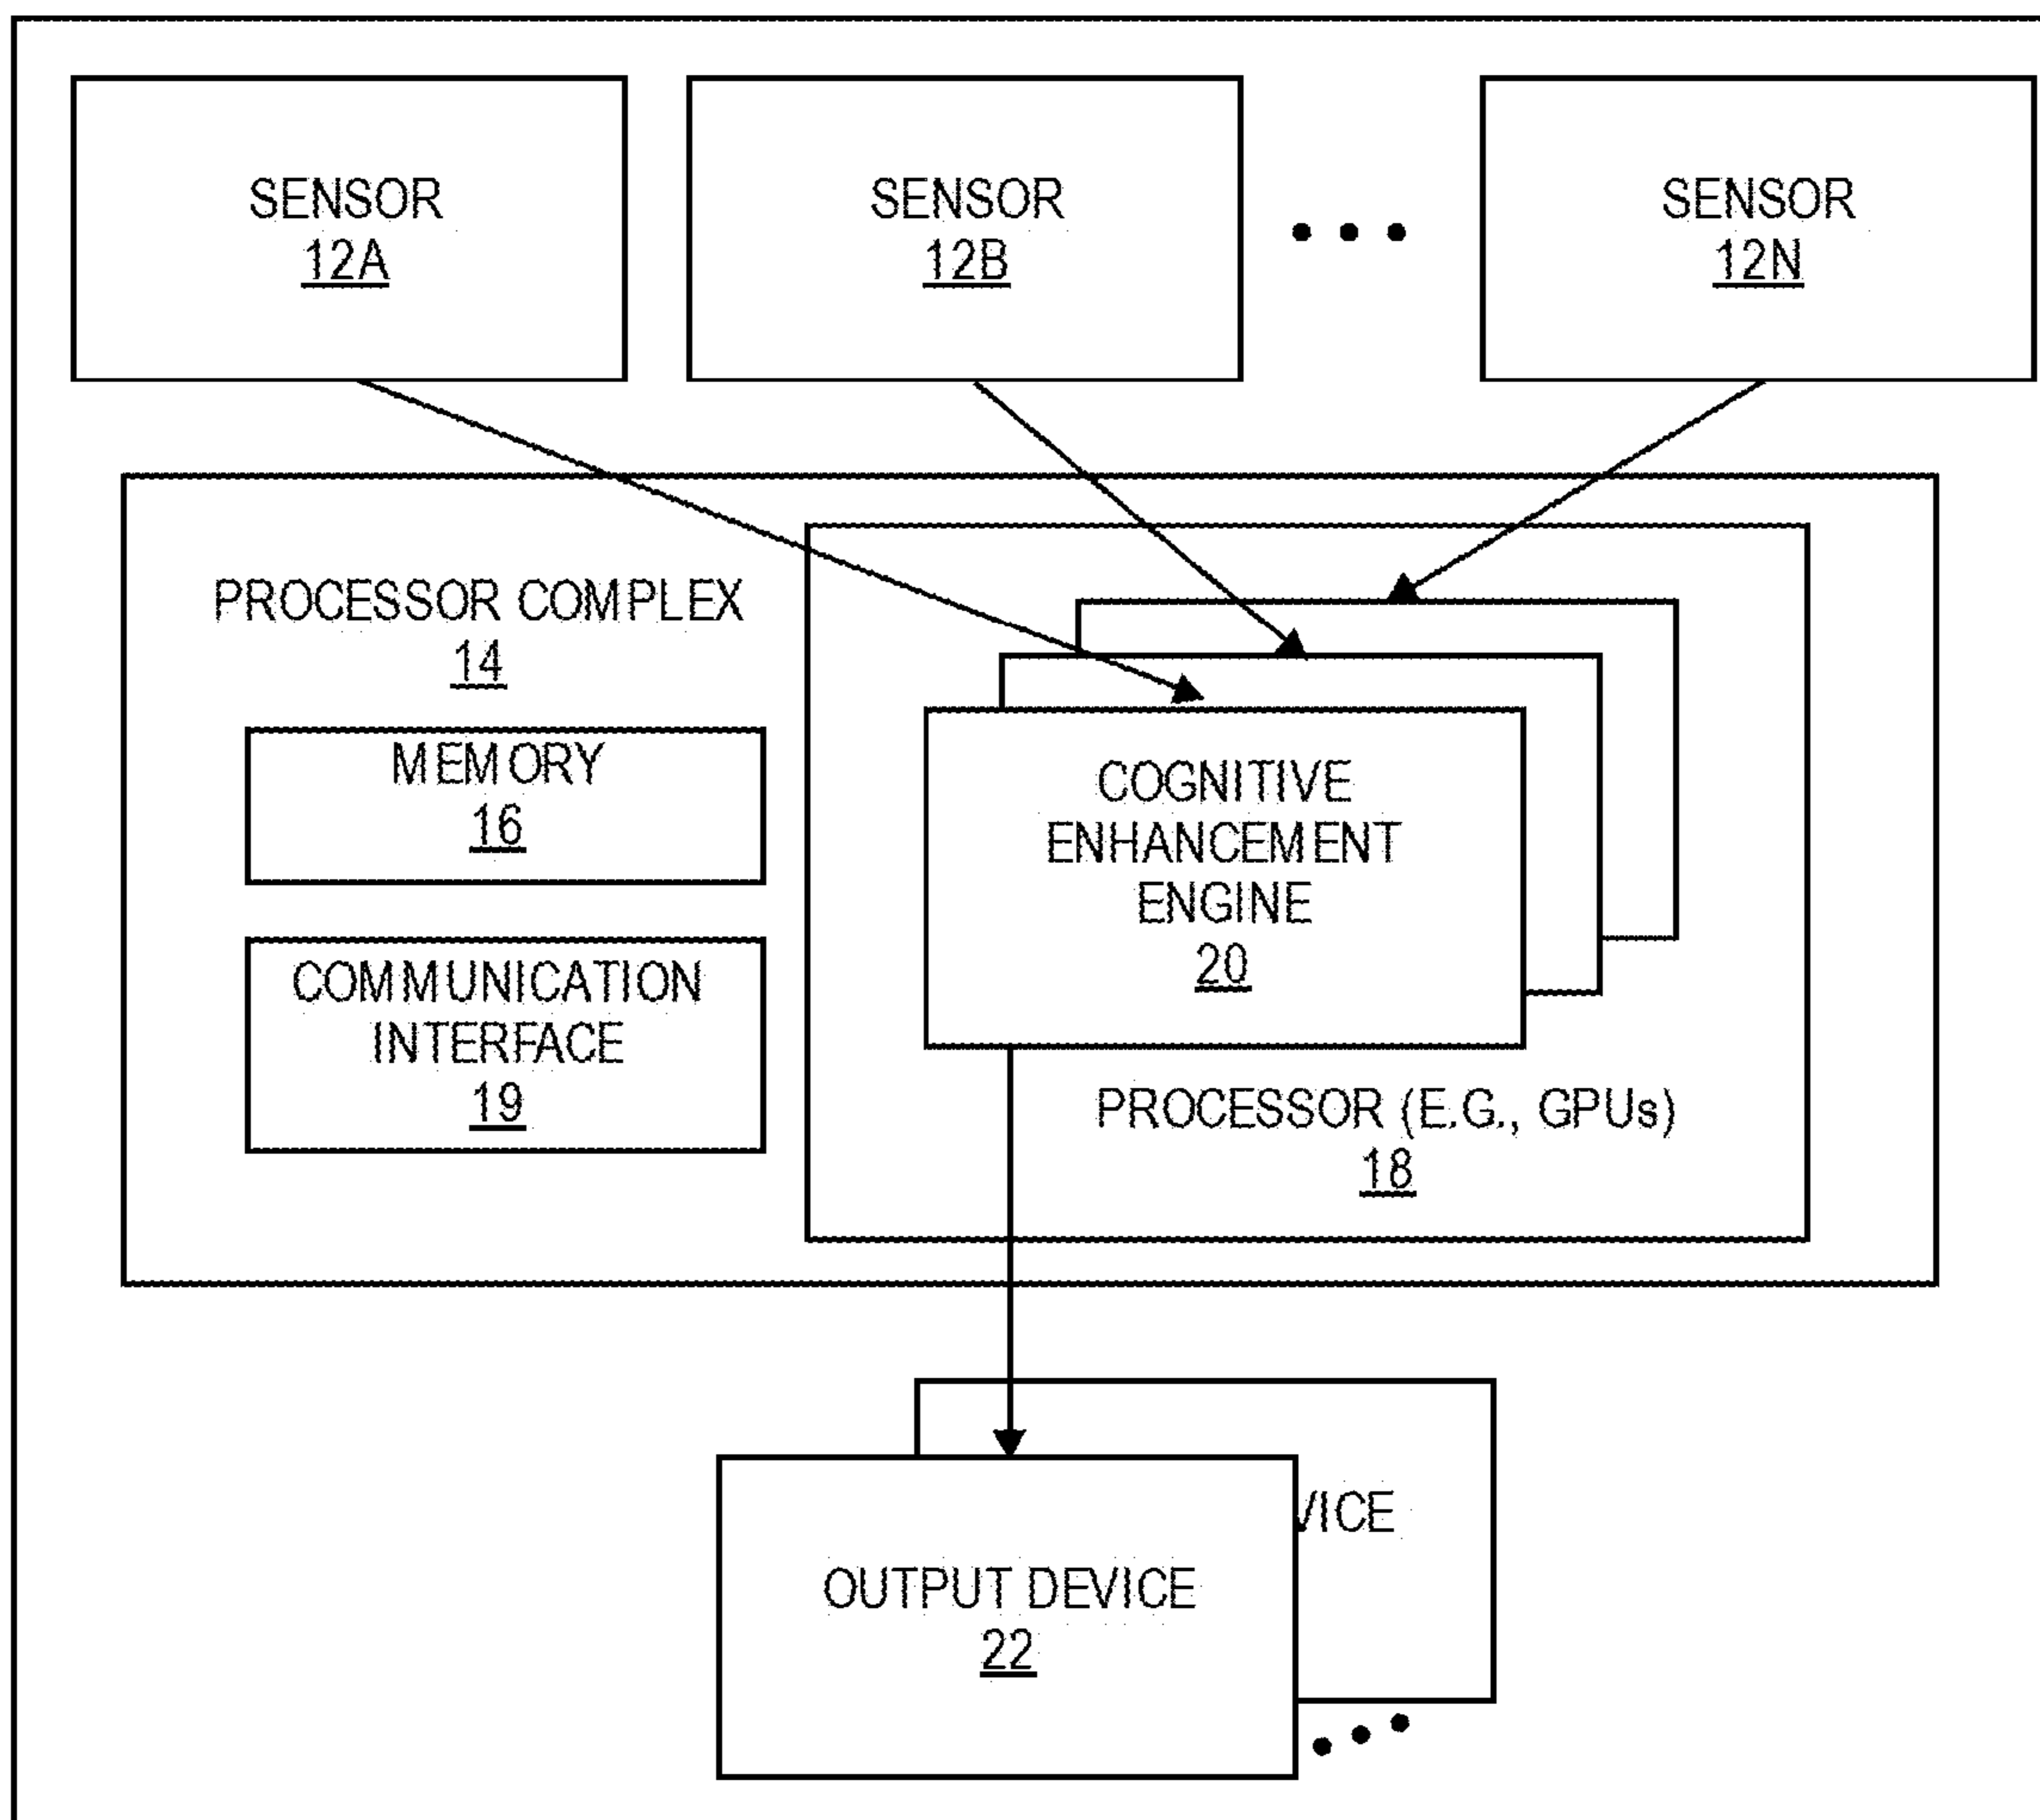 SENSOR
12A
SENSOR
12B
SENSOR
12N
PROCESSOR COMPLEX
14
MEMORY
16
COMMUNICATION
INTERFACE
19
COGNITIVE
ENHANCEMENT
ENGINE
20
PROCESSOR (E.G., GPUs)
18
VICE
OUTPUT DEVICE
22